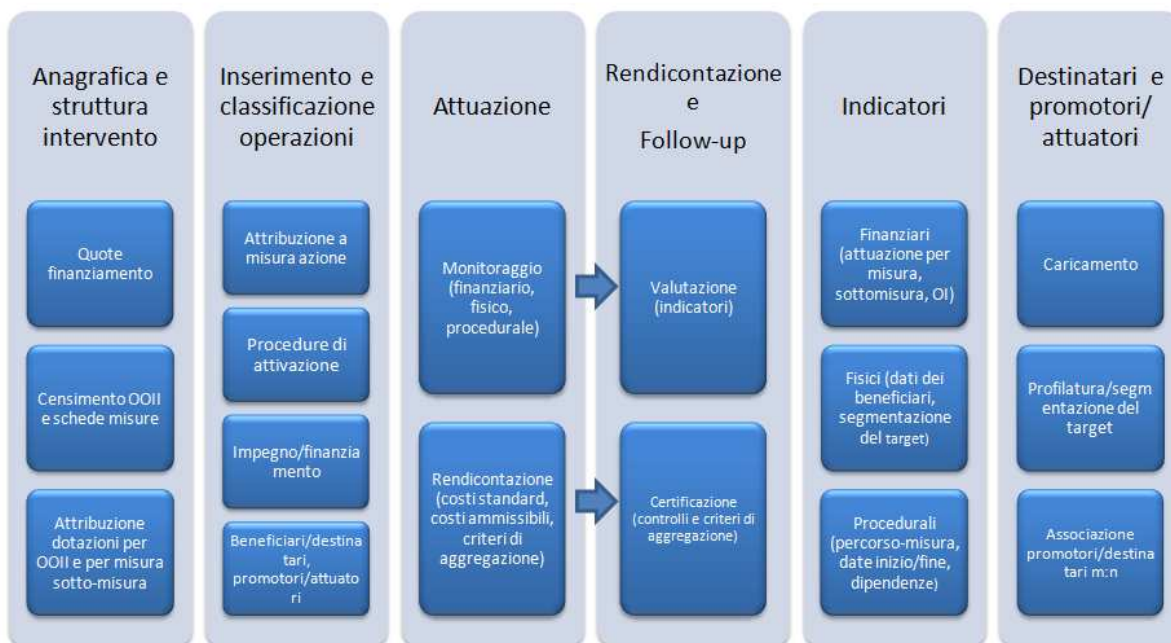 Anagrafica e
struttura
intervento
Quote
finanziamento
Censimento OOII
e schede misure
Attribuzione
dotazioni per
OOII e per misura
sotto-misura
Inserimento e
classificazione
operazioni
Attribuzione a
misura azione
Procedure di
attivazione
Impegno/finanzia
mento
Beneficiari/destina
tari,
promotori/attuato
ri
Attuazione
Monitoraggio
(finanziario,
fisico,
procedurale)
Rendicontazione
(costi standard,
costi ammissibili,
criteri di
aggregazione)
Rendicontazione
e
Follow-up
Valutazione
(indicatori)
Certificazione
(controlli e criteri di
aggregazione)
Indicatori
Finanziari
(attuazione per
misura,
sottomisura, OI)
Fisici (dati dei
beneficiari,
segmentazione
del target)
Procedurali
(percorso-misura,
date inizio/fine,
dipendenze)
Destinatari e
promotori/
attuatori
Caricamento
Profilatura/segm
entazione del
target
Associazione
promotori/destina
tari m:n